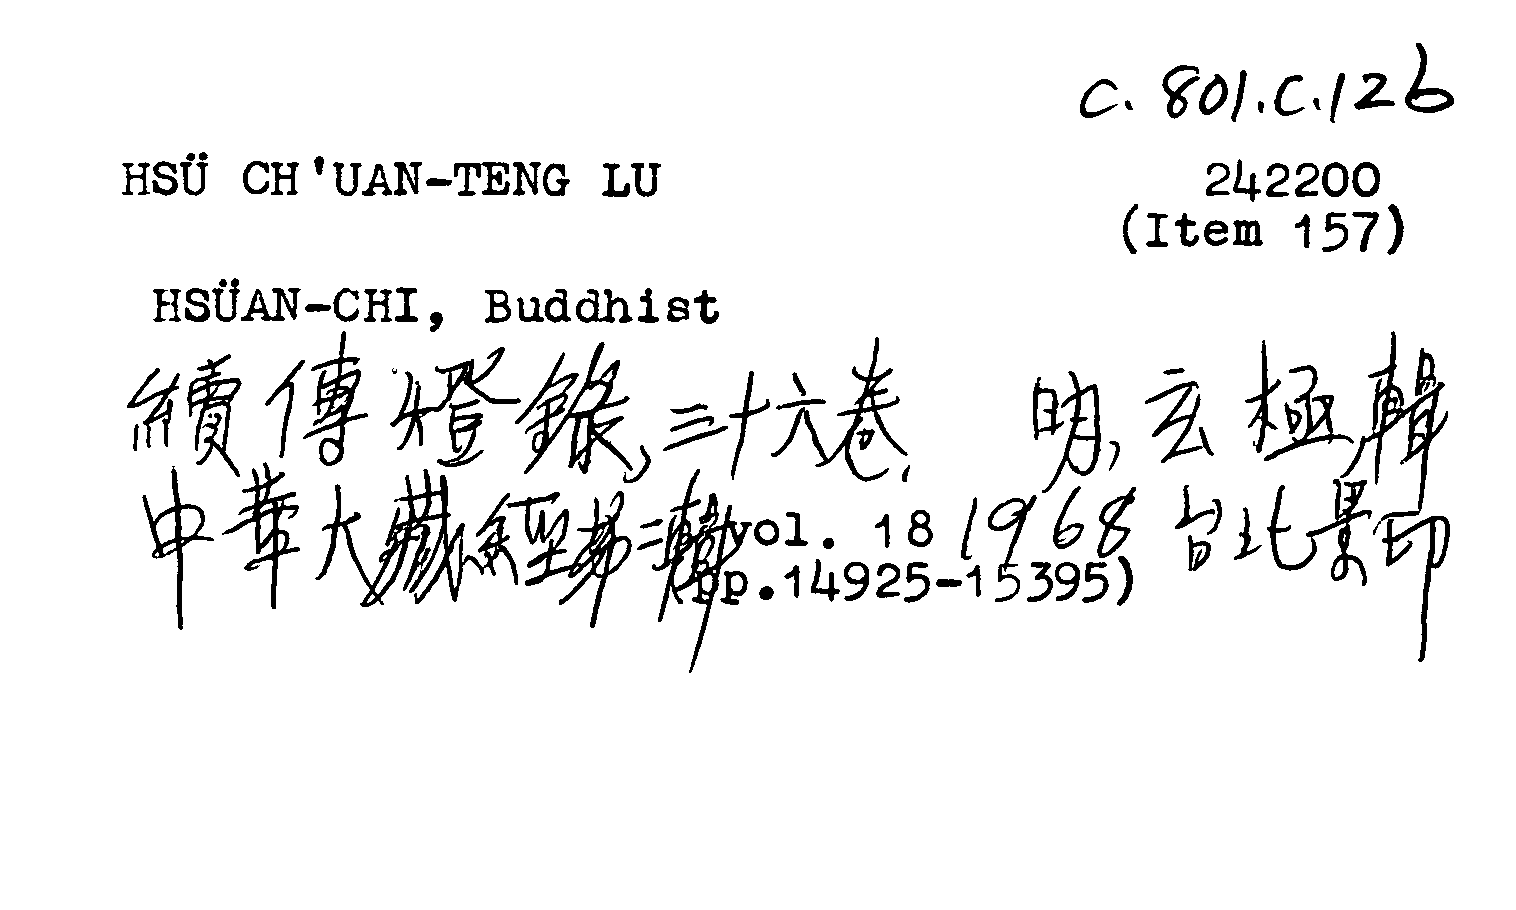 C. 801.C.126
HSÜ CH'UAN-TENG LU 242200
(Item 157)
HSÜAN-CHI, Buddhist
續傳燈錄, 三十六卷. 明, 玄極輯
中華大藏經第二輯 vol. 18 1968 台北景印
(pp.14925-15395)